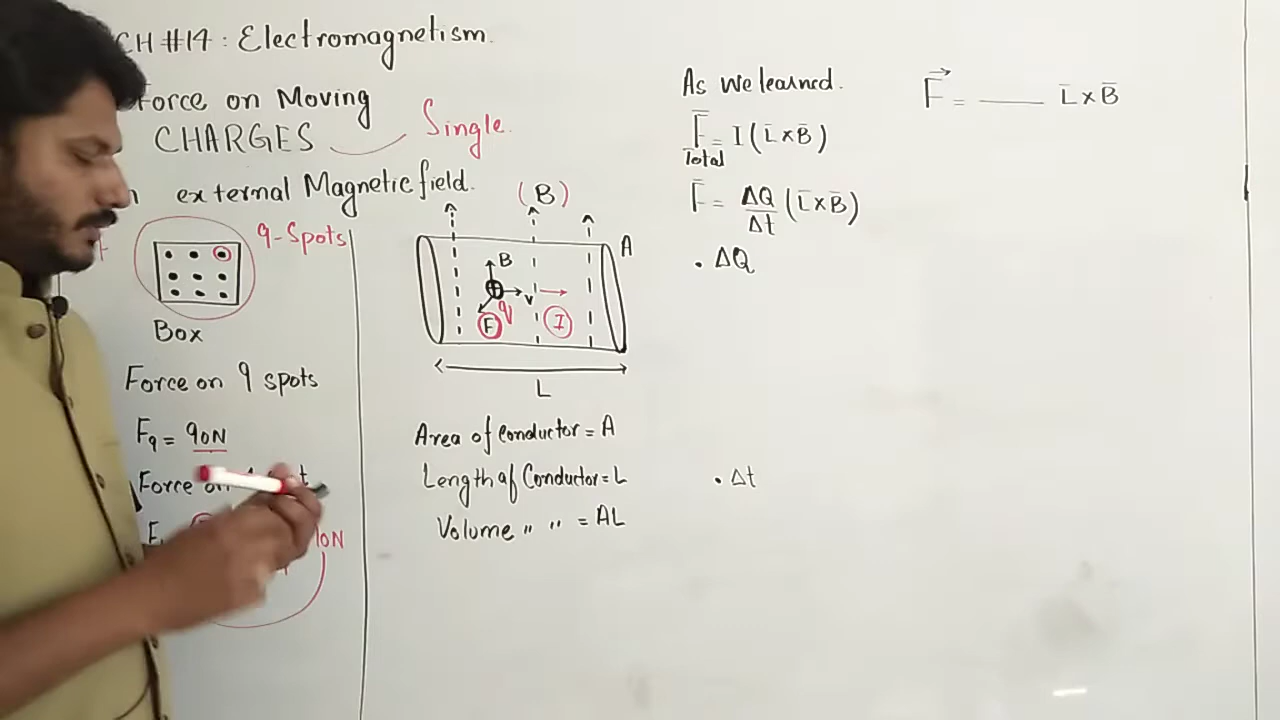 CH #14 : Electromagnetism.
Force on Moving
CHARGES
Single.
external Magnetic field.
9-Spots
Box
Force on 9 spots
F9 = 90N
Force on
F
10N
(B)
A
B
v
q
F
I
L
Area of Conductor = A
Length of Conductor = L
Volume " " = AL
As we learned.
F̅ = I (L̅ × B̅)
Total
F̅ = ΔQ/Δt (L̅ × B̅)
. ΔQ
. Δt
F⃗ = ____ L̅ × B̅